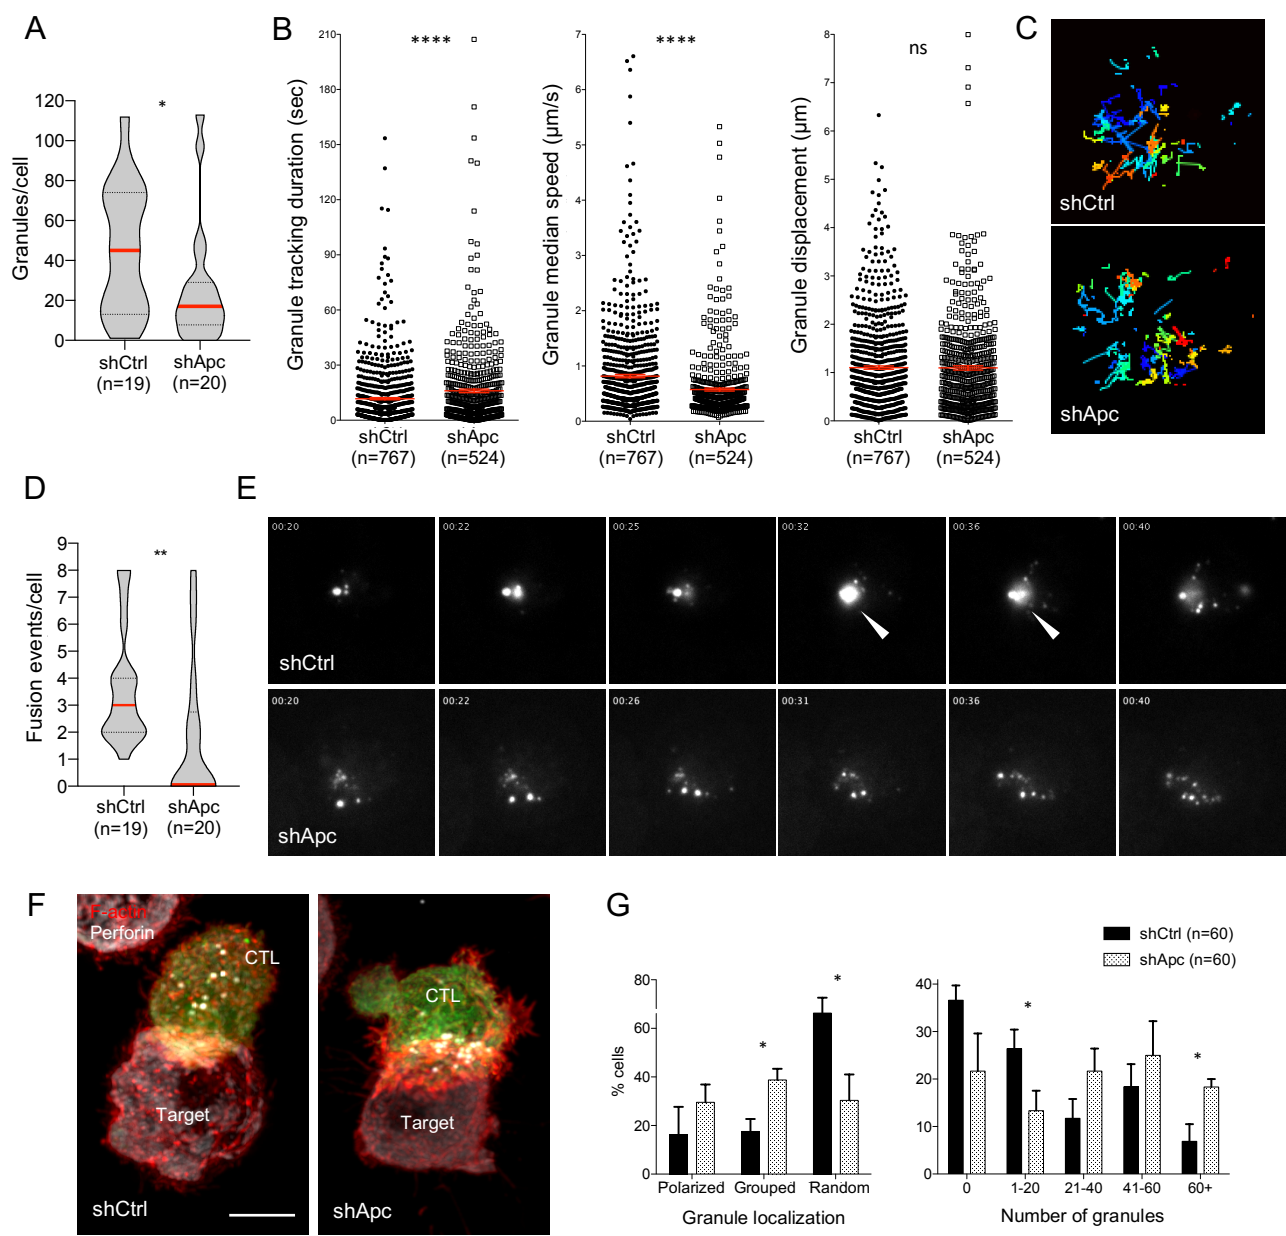 A
Granules/cell
120
100
80
60
40
20
0
*
shCtrl
(n=19)
shApc
(n=20)
B
Granule tracking duration (sec)
210
180
150
120
90
60
30
0
****
shCtrl
(n=767)
shApc
(n=524)
Granule median speed (µm/s)
7
6
5
4
3
2
1
0
****
shCtrl
(n=767)
shApc
(n=524)
Granule displacement (µm)
8
7
6
5
4
3
2
1
0
ns
shCtrl
(n=767)
shApc
(n=524)
C
shCtrl
shApc
D
Fusion events/cell
9
8
7
6
5
4
3
2
1
0
**
shCtrl
(n=19)
shApc
(n=20)
E
00:20
00:22
00:25
00:32
00:36
00:40
shCtrl
00:20
00:22
00:26
00:31
00:36
00:40
shApc
F
F-actin
Perforin
CTL
Target
shCtrl
CTL
Target
shApc
G
shCtrl (n=60)
shApc (n=60)
% cells
80
60
40
20
0
*
*
Polarized
Grouped
Random
Granule localization
40
30
20
10
0
*
*
0
1-20
21-40
41-60
60+
Number of granules